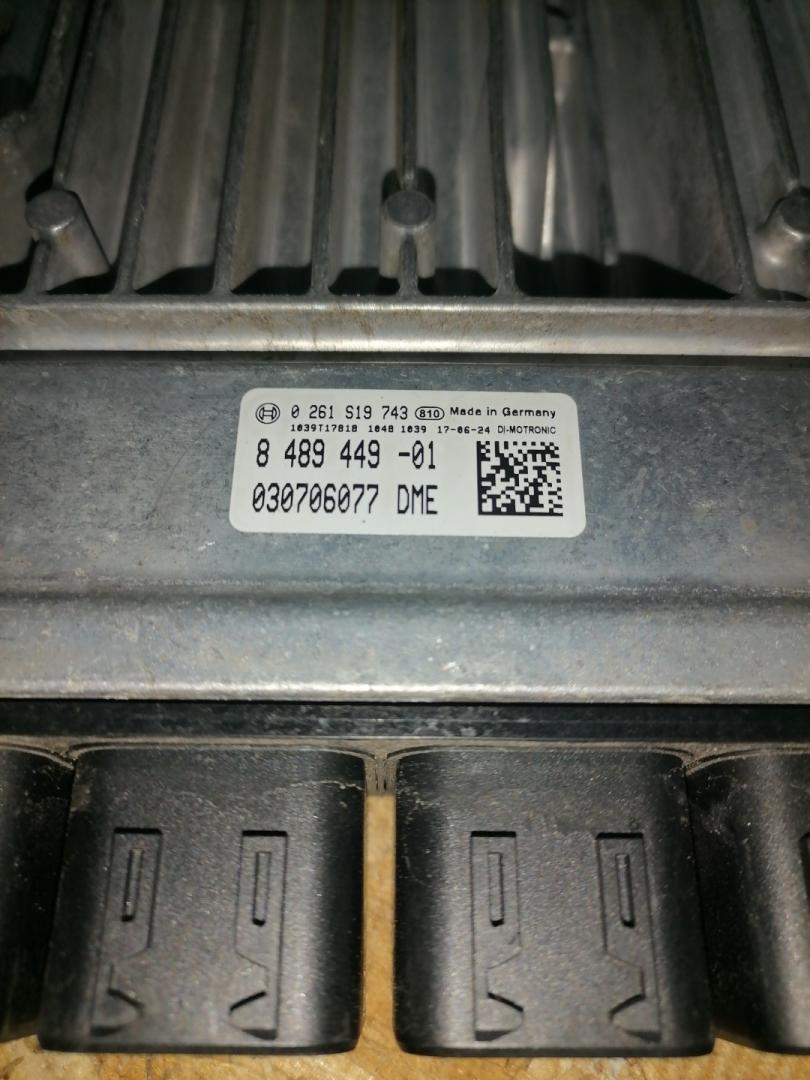 0 261 S19 743 810 Made in Germany
1039T17818 1048 1039 17-06-24 DI-MOTRONIC
8 489 449 -01
030706077 DME